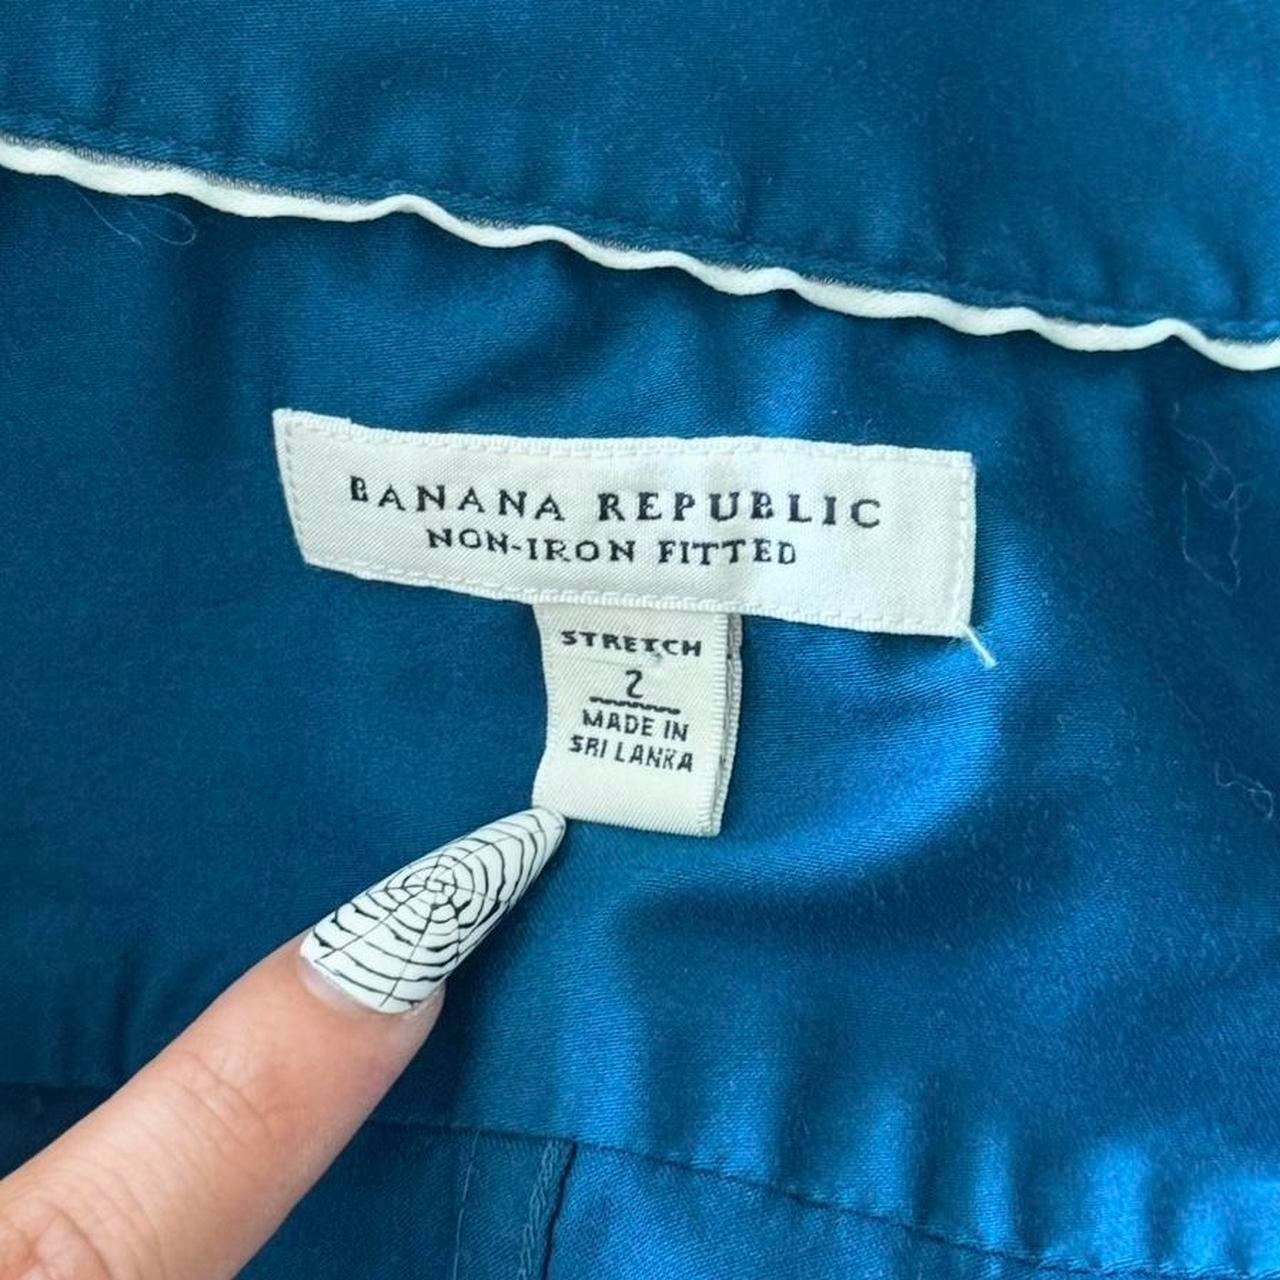 BANANA REPUBLIC
NON-IRON FITTED
STRETCH
2
MADE IN
SRI LANKA